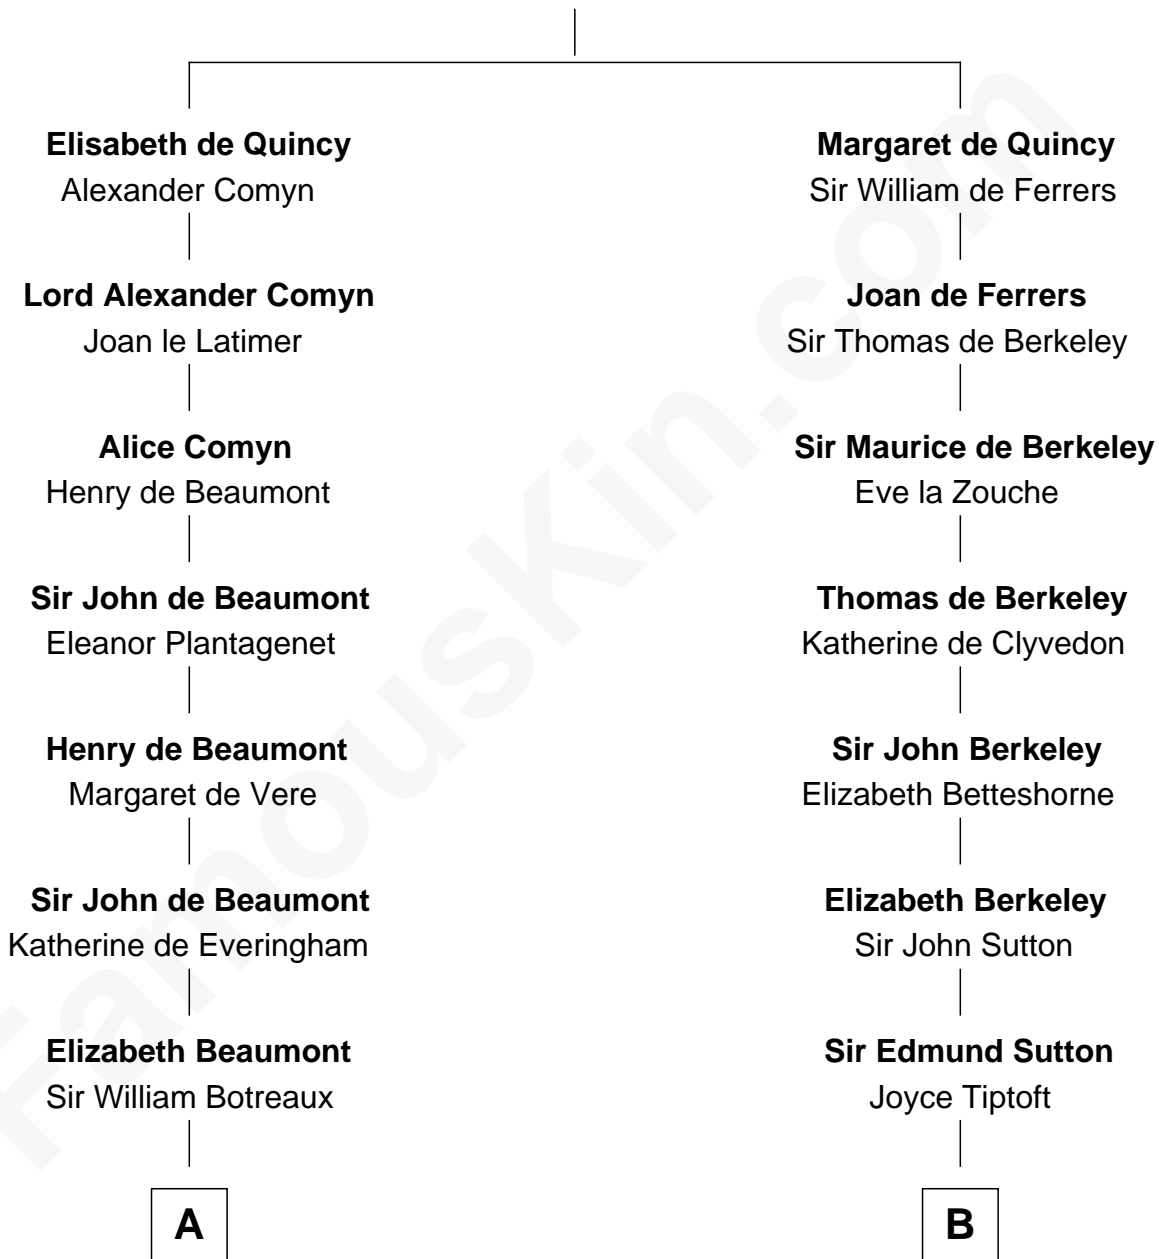 Elisabeth de Quincy
Alexander Comyn
Lord Alexander Comyn
Joan le Latimer
Alice Comyn
Henry de Beaumont
Sir John de Beaumont
Eleanor Plantagenet
Henry de Beaumont
Margaret de Vere
Sir John de Beaumont
Katherine de Everingham
Elizabeth Beaumont
Sir William Botreaux
A
Margaret de Quincy
Sir William de Ferrers
Joan de Ferrers
Sir Thomas de Berkeley
Sir Maurice de Berkeley
Eve la Zouche
Thomas de Berkeley
Katherine de Clyvedon
Sir John Berkeley
Elizabeth Betteshorne
Elizabeth Berkeley
Sir John Sutton
Sir Edmund Sutton
Joyce Tiptoft
B
FamousKin.com